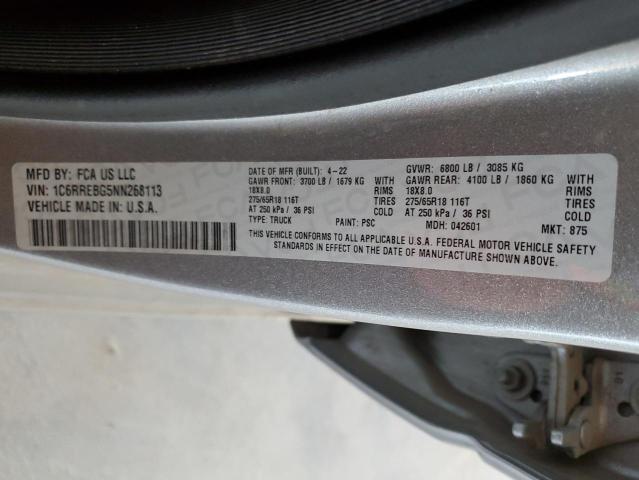 MFD BY: FCA US LLC
VIN: 1C6RREBG5NN268113
VEHICLE MADE IN: U.S.A.
DATE OF MFR (BUILT): 4-22 GVWR: 6800 LB / 3085 KG
GAWR FRONT: 3700 LB / 1679 KG WITH GAWR REAR: 4100 LB / 1860 KG WITH
18X8.0 RIMS 18X8.0 RIMS
275/65R18 116T TIRES 275/65R18 116T TIRES
AT 250 kPa / 36 PSI COLD AT 250 kPa / 36 PSI COLD
TYPE: TRUCK PAINT: PSC MDH: 042601 MKT: 875
THIS VEHICLE CONFORMS TO ALL APPLICABLE U.S.A. FEDERAL MOTOR VEHICLE SAFETY
STANDARDS IN EFFECT ON THE DATE OF MANUFACTURE SHOWN ABOVE.